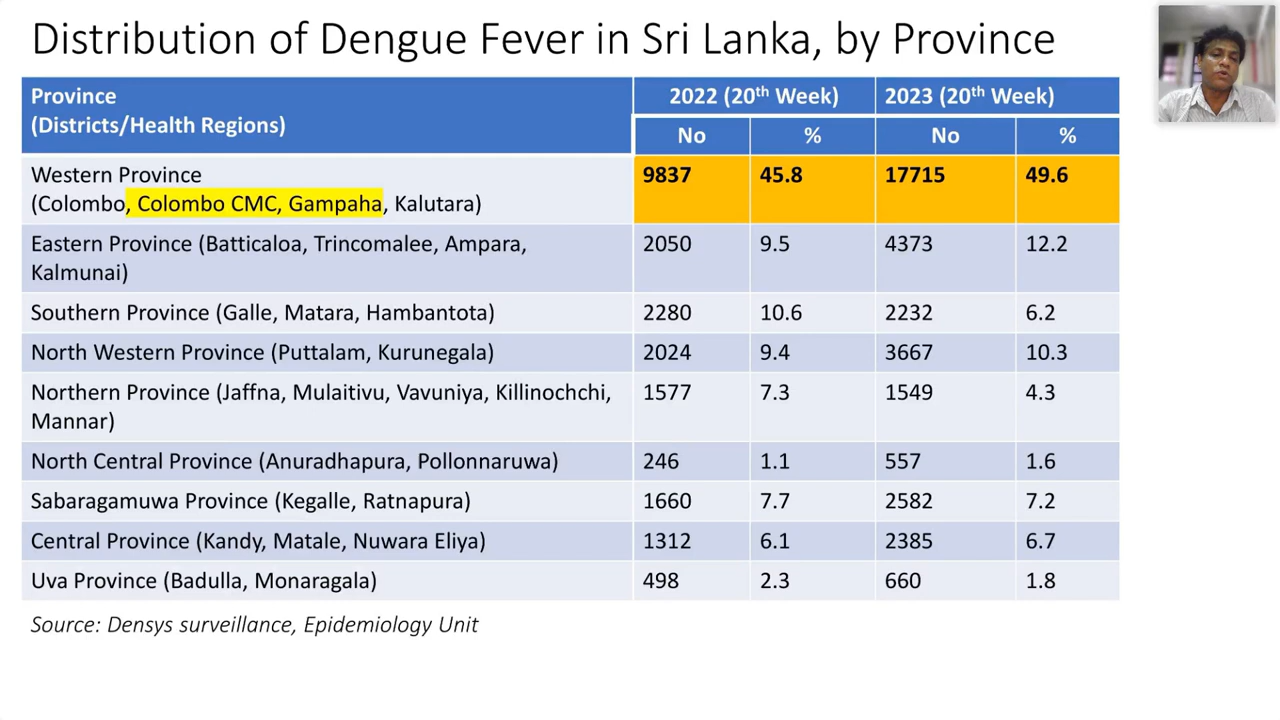 Distribution of Dengue Fever in Sri Lanka, by Province
Province 2022 (20th Week) 2023 (20th Week)
(Districts/Health Regions) No % No %
Western Province 9837 45.8 17715 49.6
(Colombo, Colombo CMC, Gampaha, Kalutara)
Eastern Province (Batticaloa, Trincomalee, Ampara, 2050 9.5 4373 12.2
Kalmunai)
Southern Province (Galle, Matara, Hambantota) 2280 10.6 2232 6.2
North Western Province (Puttalam, Kurunegala) 2024 9.4 3667 10.3
Northern Province (Jaffna, Mulaitivu, Vavuniya, Killinochchi, 1577 7.3 1549 4.3
Mannar)
North Central Province (Anuradhapura, Pollonnaruwa) 246 1.1 557 1.6
Sabaragamuwa Province (Kegalle, Ratnapura) 1660 7.7 2582 7.2
Central Province (Kandy, Matale, Nuwara Eliya) 1312 6.1 2385 6.7
Uva Province (Badulla, Monaragala) 498 2.3 660 1.8
Source: Densys surveillance, Epidemiology Unit